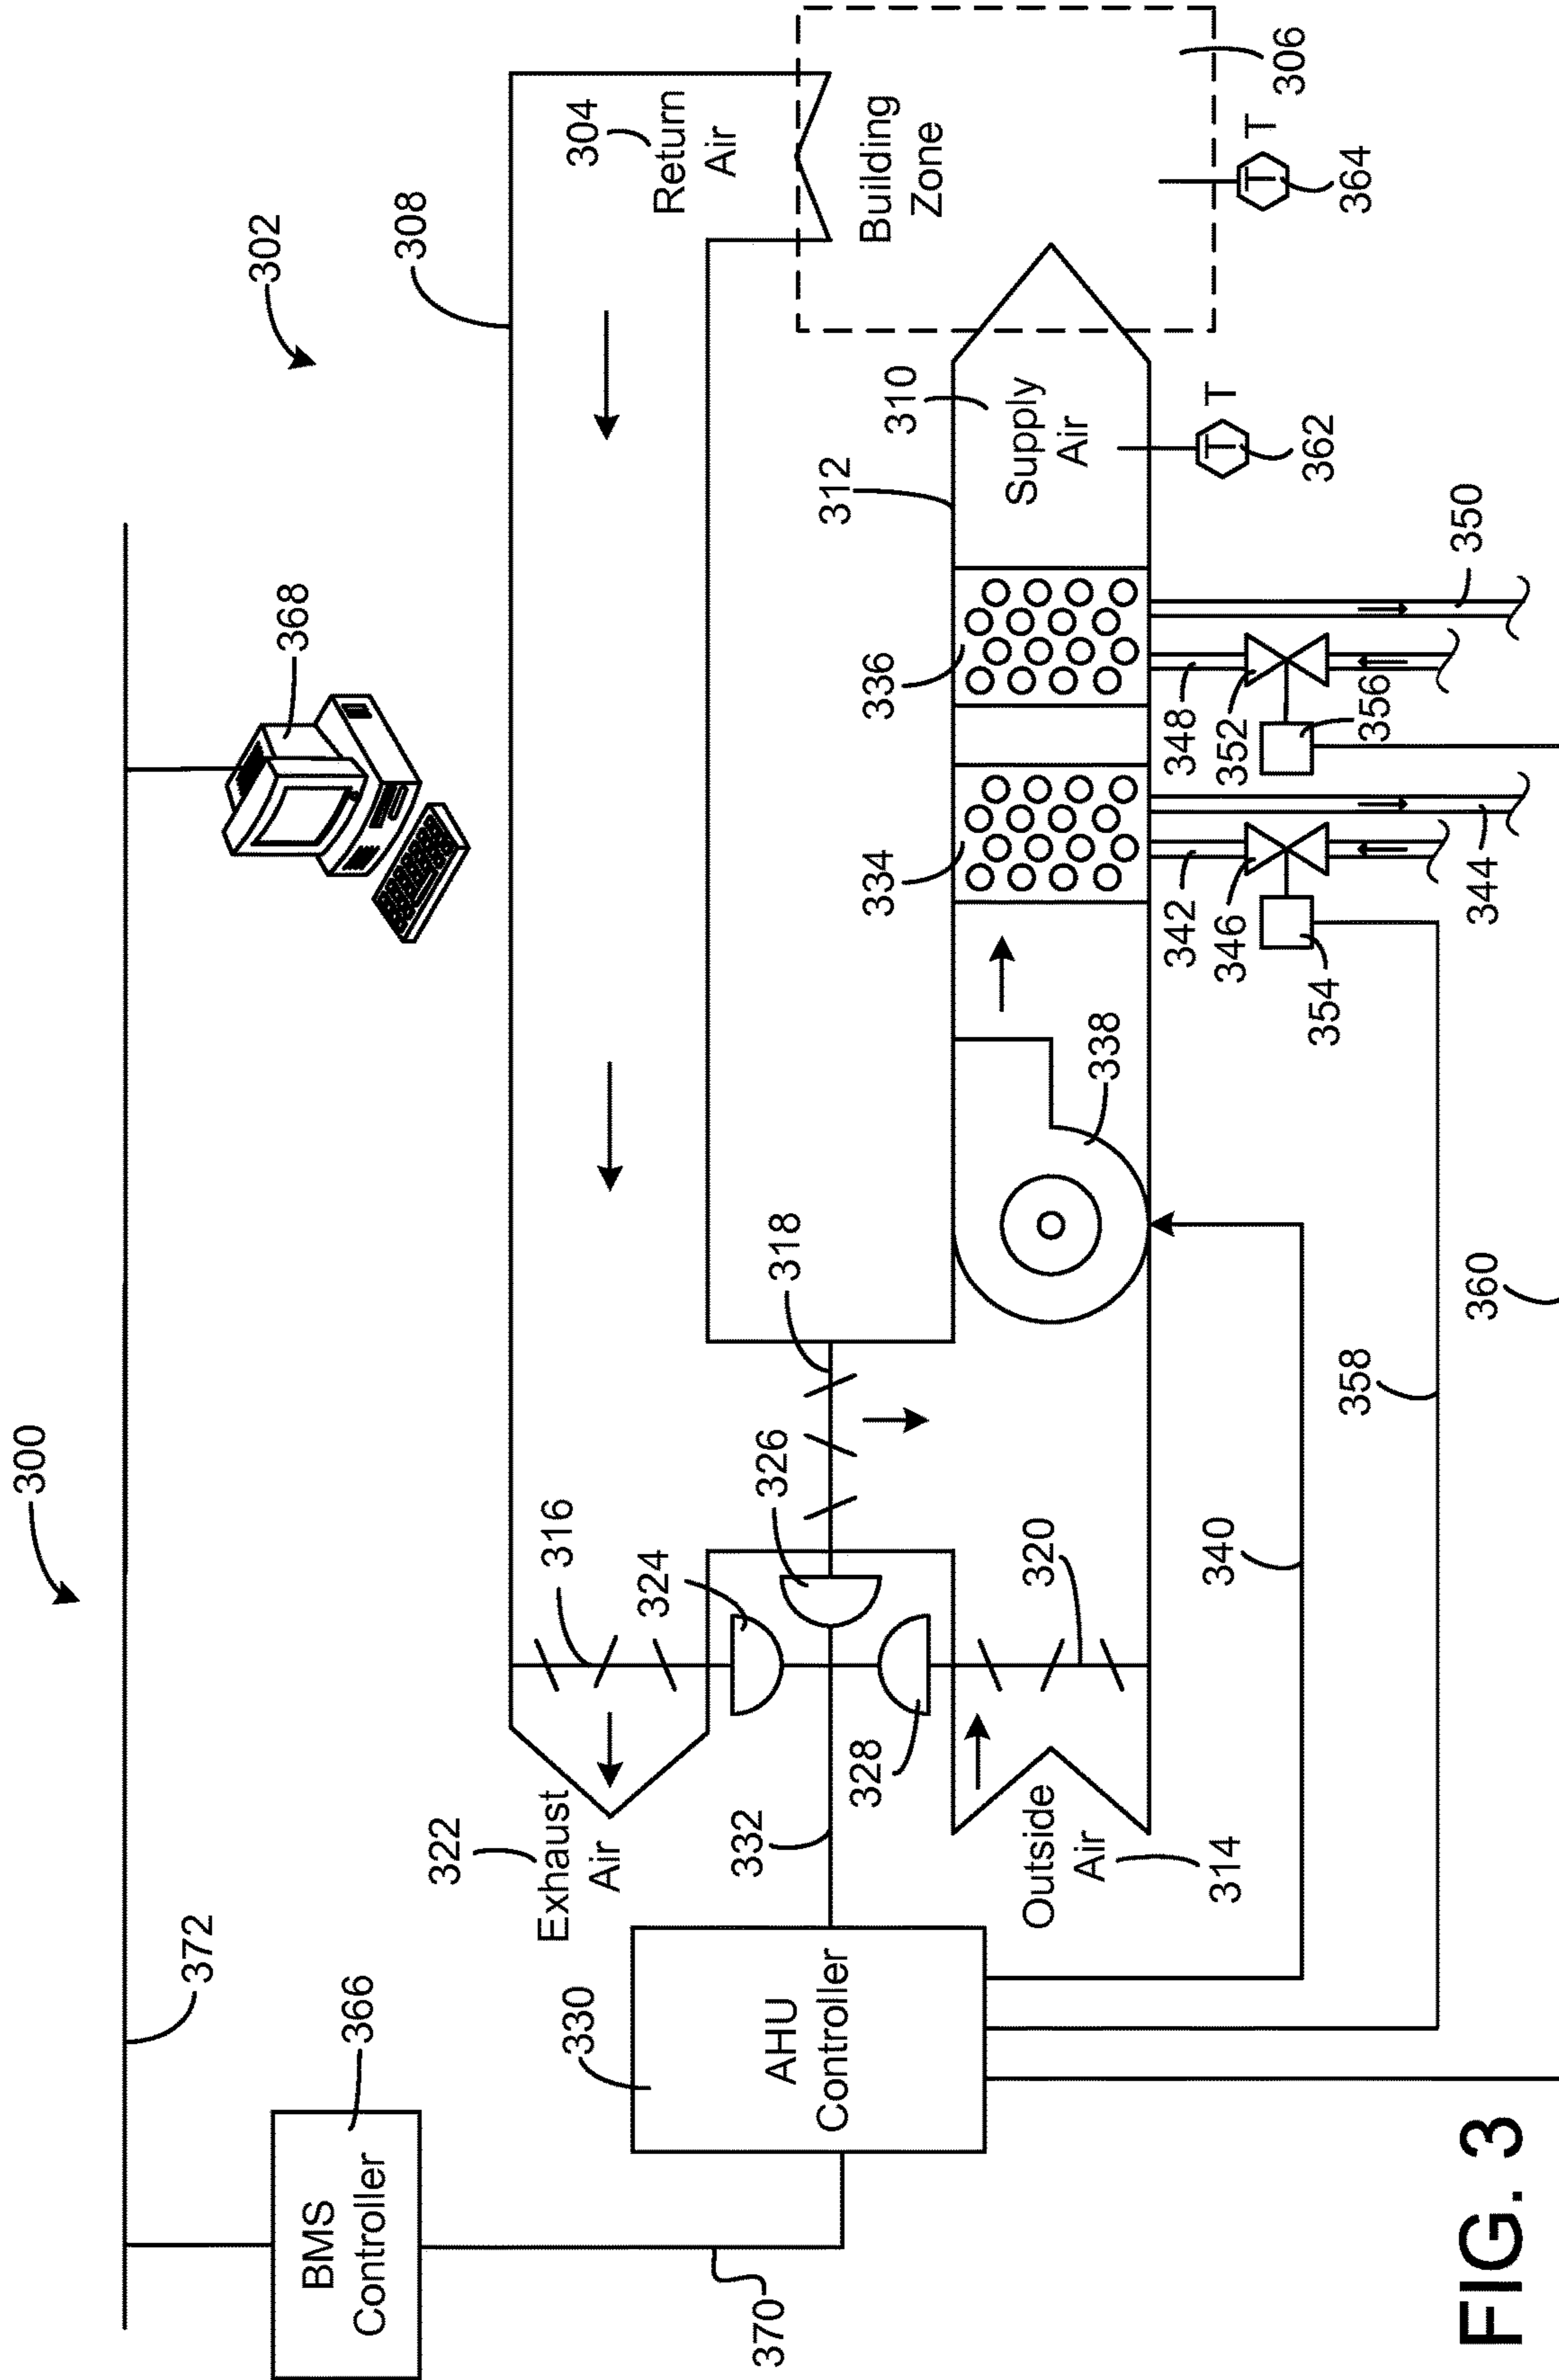 300
302
372
368
308
BMS
Controller
366
370
322
Exhaust
Air
316
324
326
318
304
Return
Air
330
AHU
Controller
332
328
Building
Zone
306
334
336
312
310
Supply
Air
Outside
Air
314
320
338
340
342
346
354
348
352
356
344
350
T
T
362
T
T
364
358
360
FIG. 3